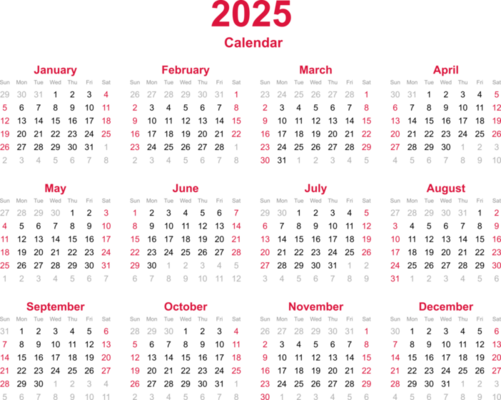 2025
Calendar
January
Sun Mon Tue Wed Thu Fri Sat
29 30 31 1 2 3 4
5 6 7 8 9 10 11
12 13 14 15 16 17 18
19 20 21 22 23 24 25
26 27 28 29 30 31 1
2 3 4 5 6 7 8
February
Sun Mon Tue Wed Thu Fri Sat
26 27 28 29 30 31 1
2 3 4 5 6 7 8
9 10 11 12 13 14 15
16 17 18 19 20 21 22
23 24 25 26 27 28 1
2 3 4 5 6 7 8
March
Sun Mon Tue Wed Thu Fri Sat
23 24 25 26 27 28 1
2 3 4 5 6 7 8
9 10 11 12 13 14 15
16 17 18 19 20 21 22
23 24 25 26 27 28 29
30 31 1 2 3 4 5
April
Sun Mon Tue Wed Thu Fri Sat
30 31 1 2 3 4 5
6 7 8 9 10 11 12
13 14 15 16 17 18 19
20 21 22 23 24 25 26
27 28 29 30 1 2 3
4 5 6 7 8 9 10
May
Sun Mon Tue Wed Thu Fri Sat
27 28 29 30 1 2 3
4 5 6 7 8 9 10
11 12 13 14 15 16 17
18 19 20 21 22 23 24
25 26 27 28 29 30 31
1 2 3 4 5 6 7
June
Sun Mon Tue Wed Thu Fri Sat
1 2 3 4 5 6 7
8 9 10 11 12 13 14
15 16 17 18 19 20 21
22 23 24 25 26 27 28
29 30 1 2 3 4 5
6 7 8 9 10 11 12
July
Sun Mon Tue Wed Thu Fri Sat
29 30 1 2 3 4 5
6 7 8 9 10 11 12
13 14 15 16 17 18 19
20 21 22 23 24 25 26
27 28 29 30 31 1 2
3 4 5 6 7 8 9
August
Sun Mon Tue Wed Thu Fri Sat
27 28 29 30 31 1 2
3 4 5 6 7 8 9
10 11 12 13 14 15 16
17 18 19 20 21 22 23
24 25 26 27 28 29 30
31 1 2 3 4 5 6
September
Sun Mon Tue Wed Thu Fri Sat
31 1 2 3 4 5 6
7 8 9 10 11 12 13
14 15 16 17 18 19 20
21 22 23 24 25 26 27
28 29 30 1 2 3 4
5 6 7 8 9 10 11
October
Sun Mon Tue Wed Thu Fri Sat
28 29 30 1 2 3 4
5 6 7 8 9 10 11
12 13 14 15 16 17 18
19 20 21 22 23 24 25
26 27 28 29 30 31 1
2 3 4 5 6 7 8
November
Sun Mon Tue Wed Thu Fri Sat
26 27 28 29 30 31 1
2 3 4 5 6 7 8
9 10 11 12 13 14 15
16 17 18 19 20 21 22
23 24 25 26 27 28 29
30 1 2 3 4 5 6
December
Sun Mon Tue Wed Thu Fri Sat
30 1 2 3 4 5 6
7 8 9 10 11 12 13
14 15 16 17 18 19 20
21 22 23 24 25 26 27
28 29 30 31 1 2 3
4 5 6 7 8 9 10